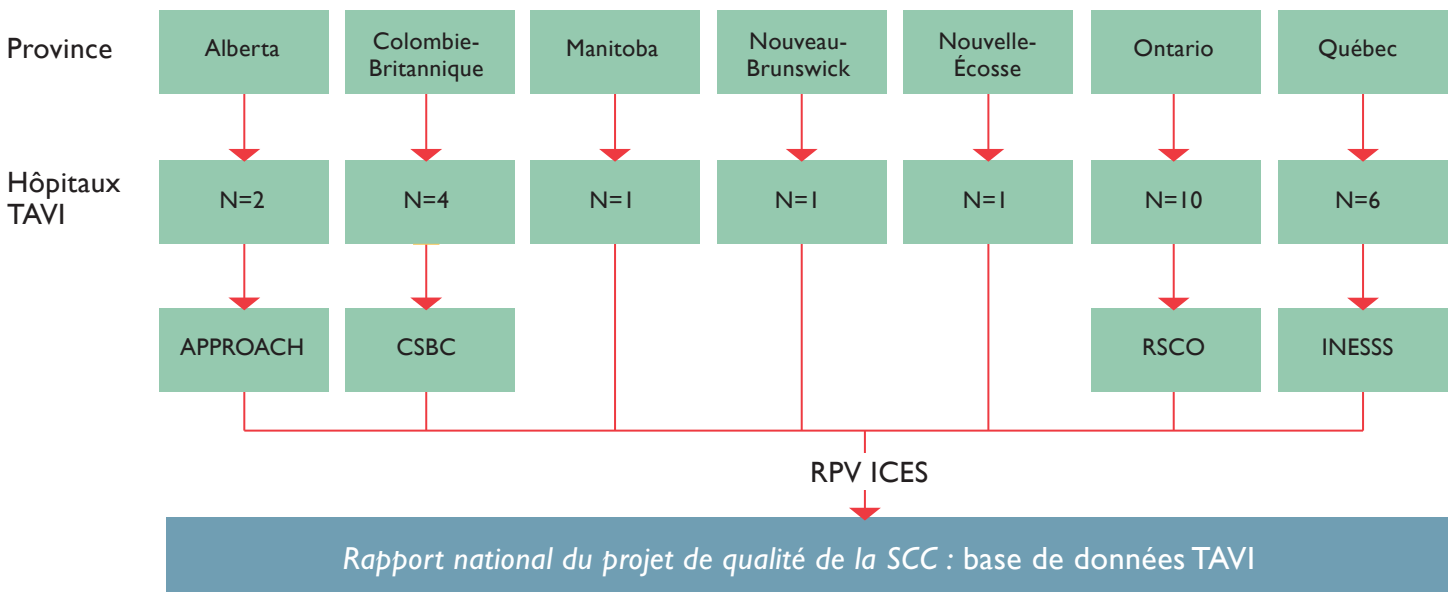 Province
Alberta
Colombie-
Britannique
Manitoba
Nouveau-
Brunswick
Nouvelle-
Écosse
Ontario
Québec
Hôpitaux
TAVI
N=2
N=4
N=1
N=1
N=1
N=10
N=6
APPROACH
CSBC
RSCO
INESSS
RPV ICES
Rapport national du projet de qualité de la SCC : base de données TAVI